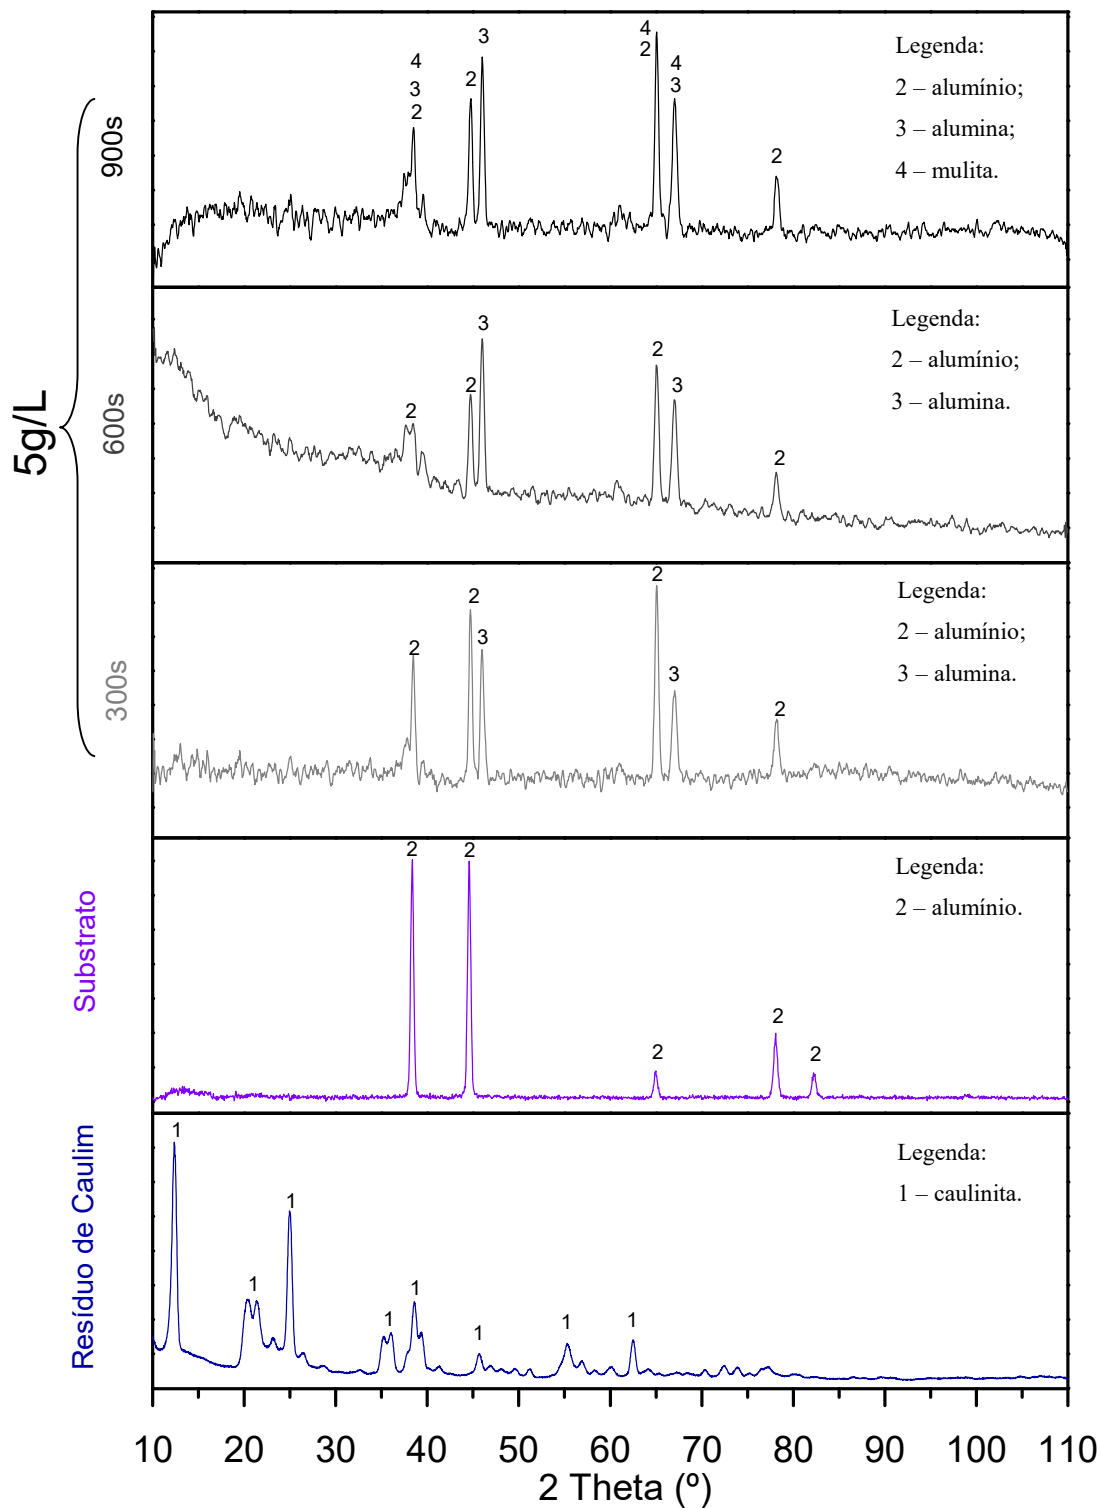 5g/L
900s
4
3
2
2
3
4
2
4
3
2
Legenda:
2 – alumínio;
3 – alumina;
4 – mulita.
600s
2
2
3
2
3
2
Legenda:
2 – alumínio;
3 – alumina.
300s
2
2
3
2
3
2
Legenda:
2 – alumínio;
3 – alumina.
Substrato
2
2
2
2
2
Legenda:
2 – alumínio.
Resíduo de Caulim
1
1
1
1
1
1
1
1
Legenda:
1 – caulinita.
10 20 30 40 50 60 70 80 90 100 110
2 Theta (º)